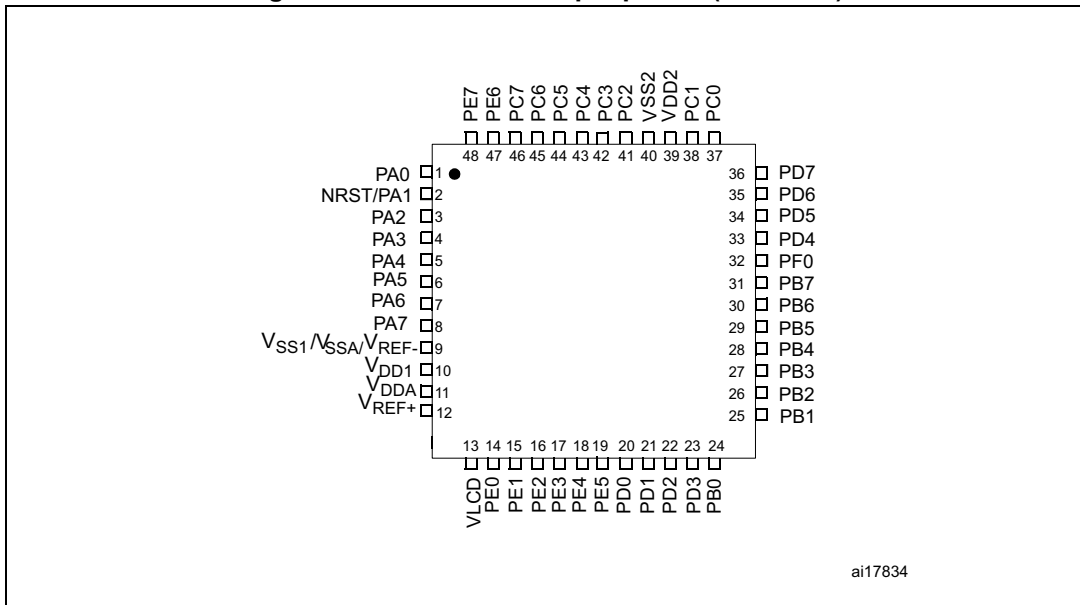 PE7 PE6 PC7 PC6 PC5 PC4 PC3 PC2 VSS2 VDD2 PC1 PC0
48 47 46 45 44 43 42 41 40 39 38 37
PA0 1 36 PD7
NRST/PA1 2 35 PD6
PA2 3 34 PD5
PA3 4 33 PD4
PA4 5 32 PF0
PA5 6 31 PB7
PA6 7 30 PB6
PA7 8 29 PB5
VSS1/VSSA/VREF- 9 28 PB4
VDD1 10 27 PB3
VDDA 11 26 PB2
VREF+ 12 25 PB1
13 14 15 16 17 18 19 20 21 22 23 24
VLCD PE0 PE1 PE2 PE3 PE4 PE5 PD0 PD1 PD2 PD3 PB0
ai17834